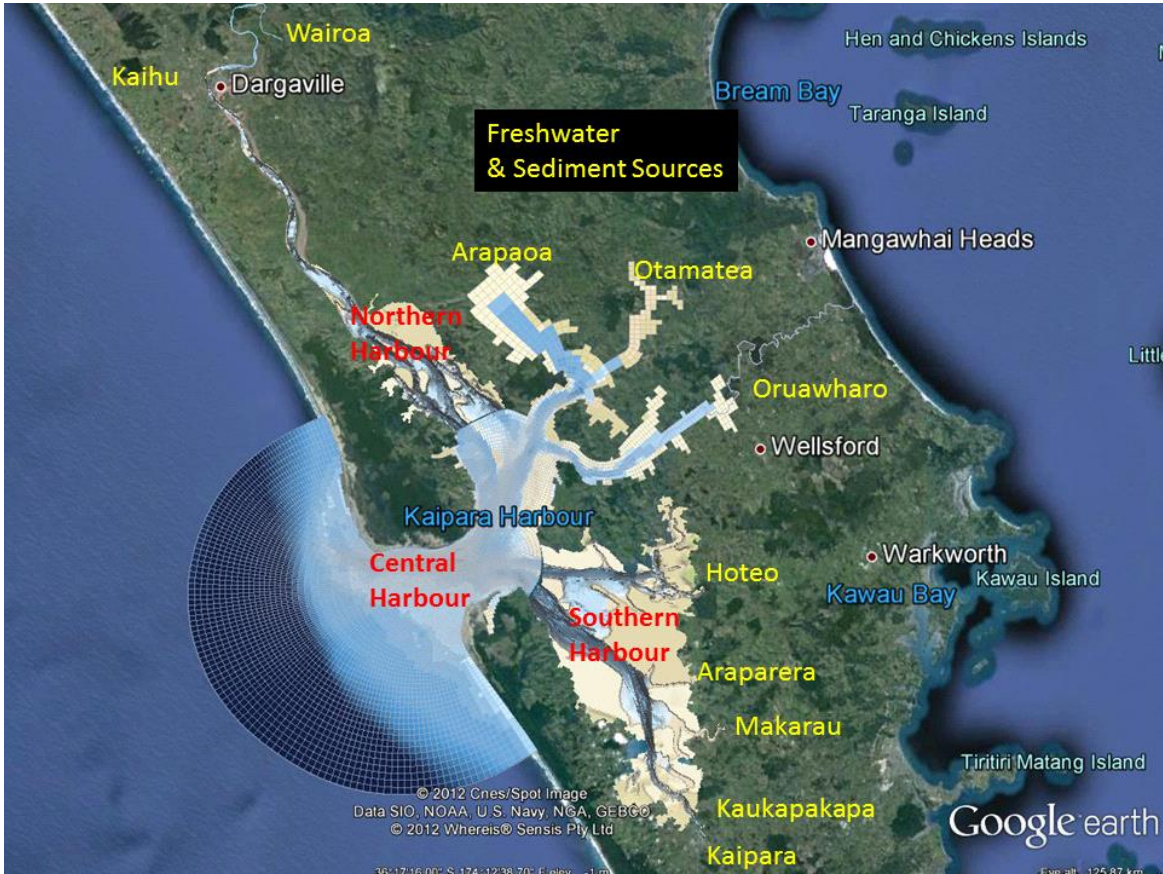 Wairoa
Hen and Chickens Islands
Kaihu
Dargaville
Bream Bay
Taranga Island
Freshwater
& Sediment Sources
Mangawhai Heads
Arapaoa
Otamatea
Northern
Harbour
Oruawharo
Wellsford
Kaipara Harbour
Central
Harbour
Hoteo
Warkworth
Kawau Island
Kawau Bay
Southern
Harbour
Araparera
Makarau
Tiritiri Matang Island
© 2012 Cnes/Spot Image
Data SIO, NOAA, U.S. Navy, NGA, GEBCO
© 2012 Whereis® Sensis Pty Ltd
Kaukapakapa
Google earth
Kaipara